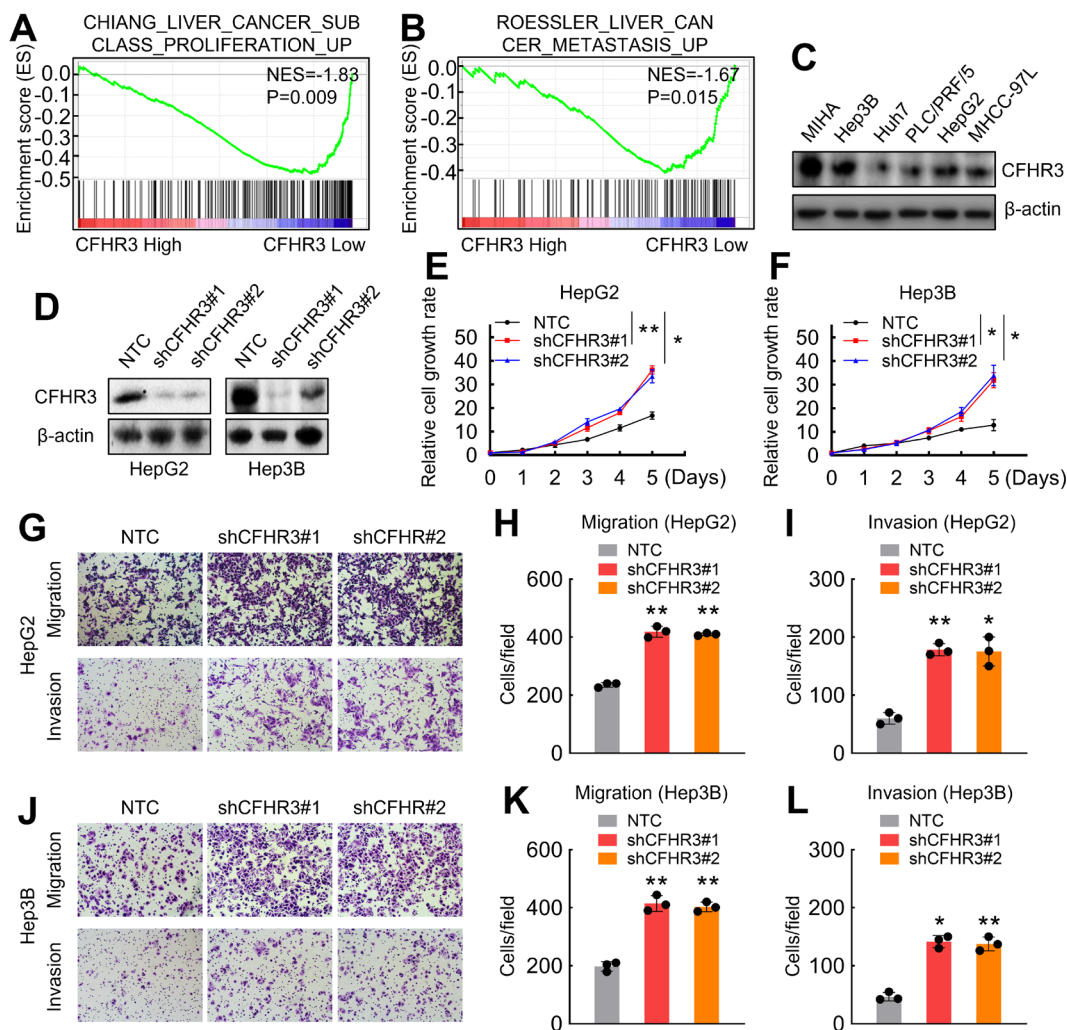 A
CHIANG_LIVER_CANCER_SUB
CLASS_PROLIFERATION_UP
Enrichment score (ES)
0.0
-0.1
-0.2
-0.3
-0.4
-0.5
NES=-1.83
P=0.009
CFHR3 High
CFHR3 Low
B
ROESSLER_LIVER_CAN
CER_METASTASIS_UP
Enrichment score (ES)
0.0
-0.1
-0.2
-0.3
-0.4
NES=-1.67
P=0.015
CFHR3 High
CFHR3 Low
C
MIHA
Hep3B
Huh7
PLC/PRF/5
HepG2
MHCC-97L
CFHR3
β-actin
D
NTC
shCFHR3#1
shCFHR3#2
NTC
shCFHR3#1
shCFHR3#2
CFHR3
β-actin
HepG2
Hep3B
E
HepG2
NTC
shCFHR3#1
shCFHR3#2
**
*
Relative cell growth rate
50
40
30
20
10
0
0 1 2 3 4 5 (Days)
F
Hep3B
NTC
shCFHR3#1
shCFHR3#2
*
*
Relative cell growth rate
50
40
30
20
10
0
0 1 2 3 4 5 (Days)
G
NTC
shCFHR3#1
shCFHR#2
HepG2
Migration
Invasion
H
Migration (HepG2)
NTC
shCFHR3#1
shCFHR3#2
Cells/field
600
400
200
0
**
**
I
Invasion (HepG2)
NTC
shCFHR3#1
shCFHR3#2
Cells/field
300
200
100
0
**
*
J
NTC
shCFHR3#1
shCFHR#2
Hep3B
Migration
Invasion
K
Migration (Hep3B)
NTC
shCFHR3#1
shCFHR3#2
Cells/field
600
400
200
0
**
**
L
Invasion (Hep3B)
NTC
shCFHR3#1
shCFHR3#2
Cells/field
300
200
100
0
*
**